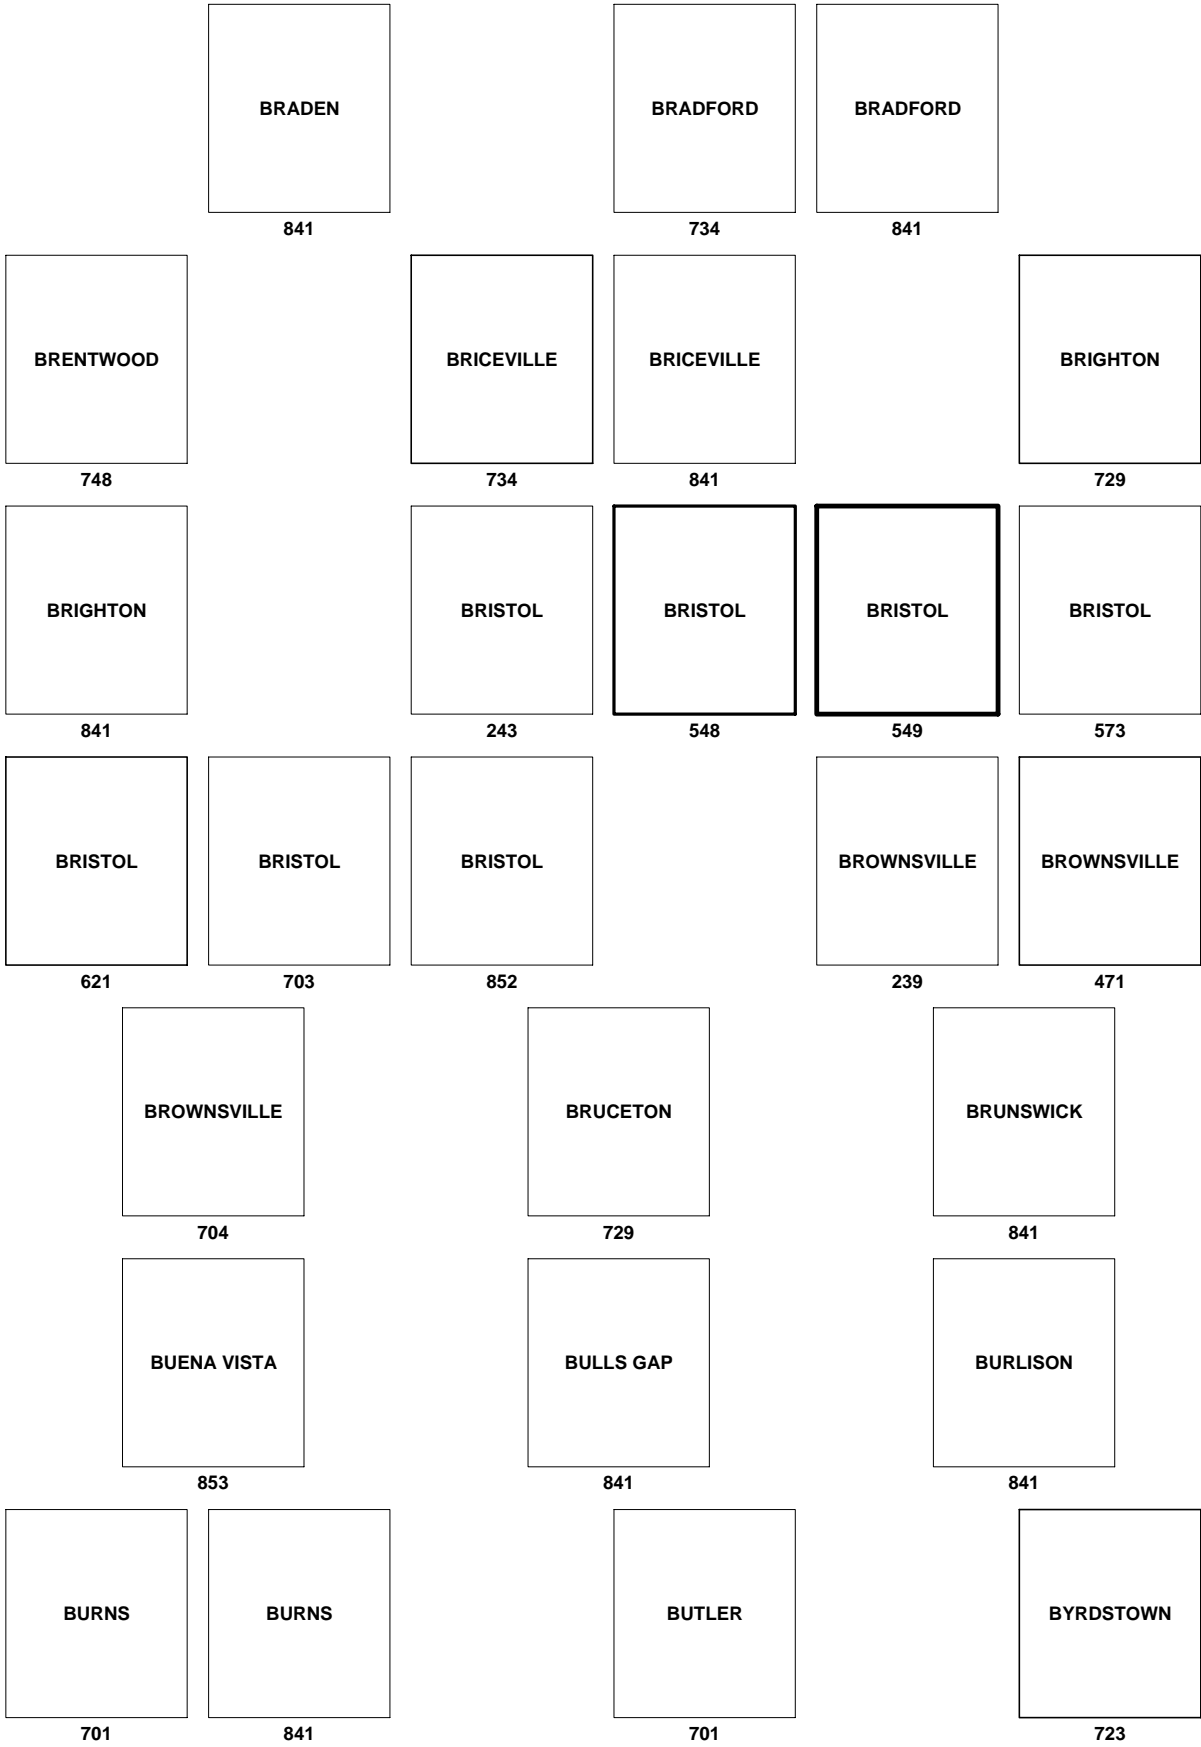 BRADEN
BRADFORD
BRADFORD
841
734
841
BRENTWOOD
BRICEVILLE
BRICEVILLE
BRIGHTON
748
734
841
729
BRIGHTON
BRISTOL
BRISTOL
BRISTOL
BRISTOL
841
243
548
549
573
BRISTOL
BRISTOL
BRISTOL
BROWNSVILLE
BROWNSVILLE
621
703
852
239
471
BROWNSVILLE
BRUCETON
BRUNSWICK
704
729
841
BUENA VISTA
BULLS GAP
BURLISON
853
841
841
BURNS
BURNS
BUTLER
BYRDSTOWN
701
841
701
723